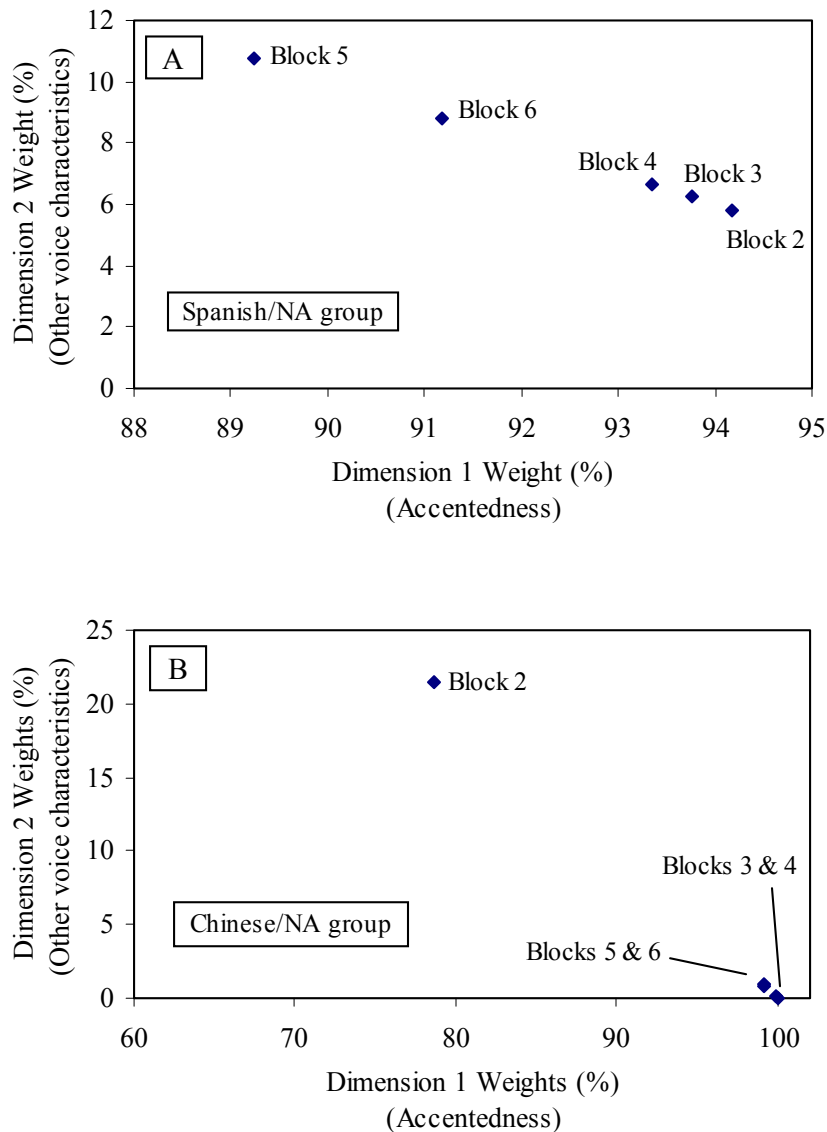 A
Dimension 2 Weight (%)
(Other voice characteristics)
12
10
8
6
4
2
0
Block 5
Block 6
Block 4
Block 3
Block 2
Spanish/NA group
88 89 90 91 92 93 94 95
Dimension 1 Weight (%)
(Accentedness)
B
Dimension 2 Weights (%)
(Other voice characteristics)
25
20
15
10
5
0
Block 2
Blocks 3 & 4
Chinese/NA group
Blocks 5 & 6
60 70 80 90 100
Dimension 1 Weights (%)
(Accentedness)